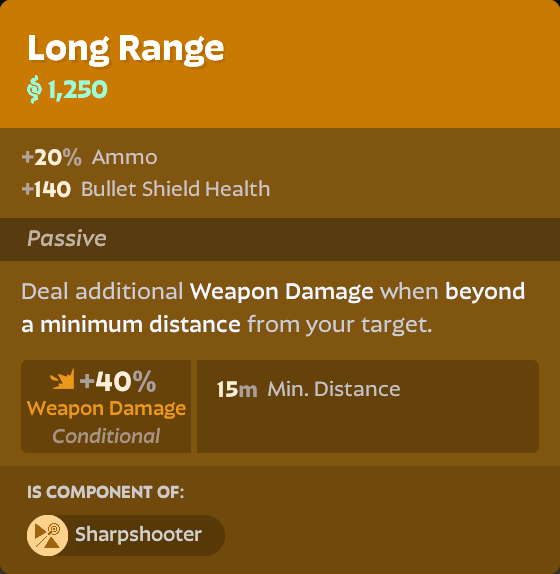 Long Range
1,250
+20% Ammo
+140 Bullet Shield Health
Passive
Deal additional Weapon Damage when beyond
a minimum distance from your target.
+40%
Weapon Damage
Conditional
15m Min. Distance
IS COMPONENT OF:
Sharpshooter